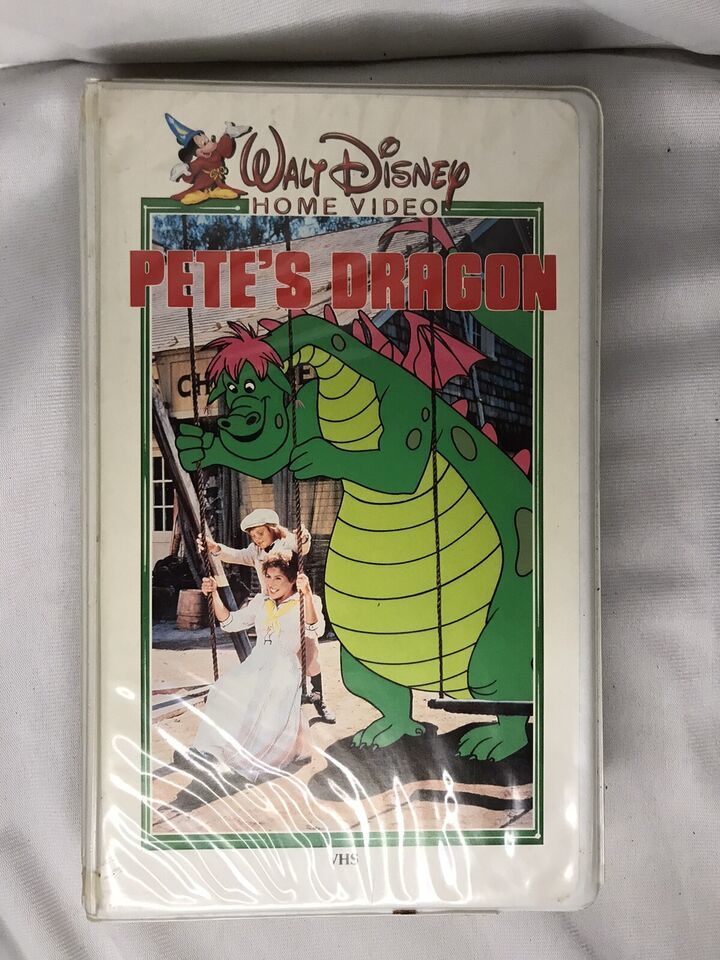 WALT DISNEY
HOME VIDEO
PETE'S DRAGON
VHS